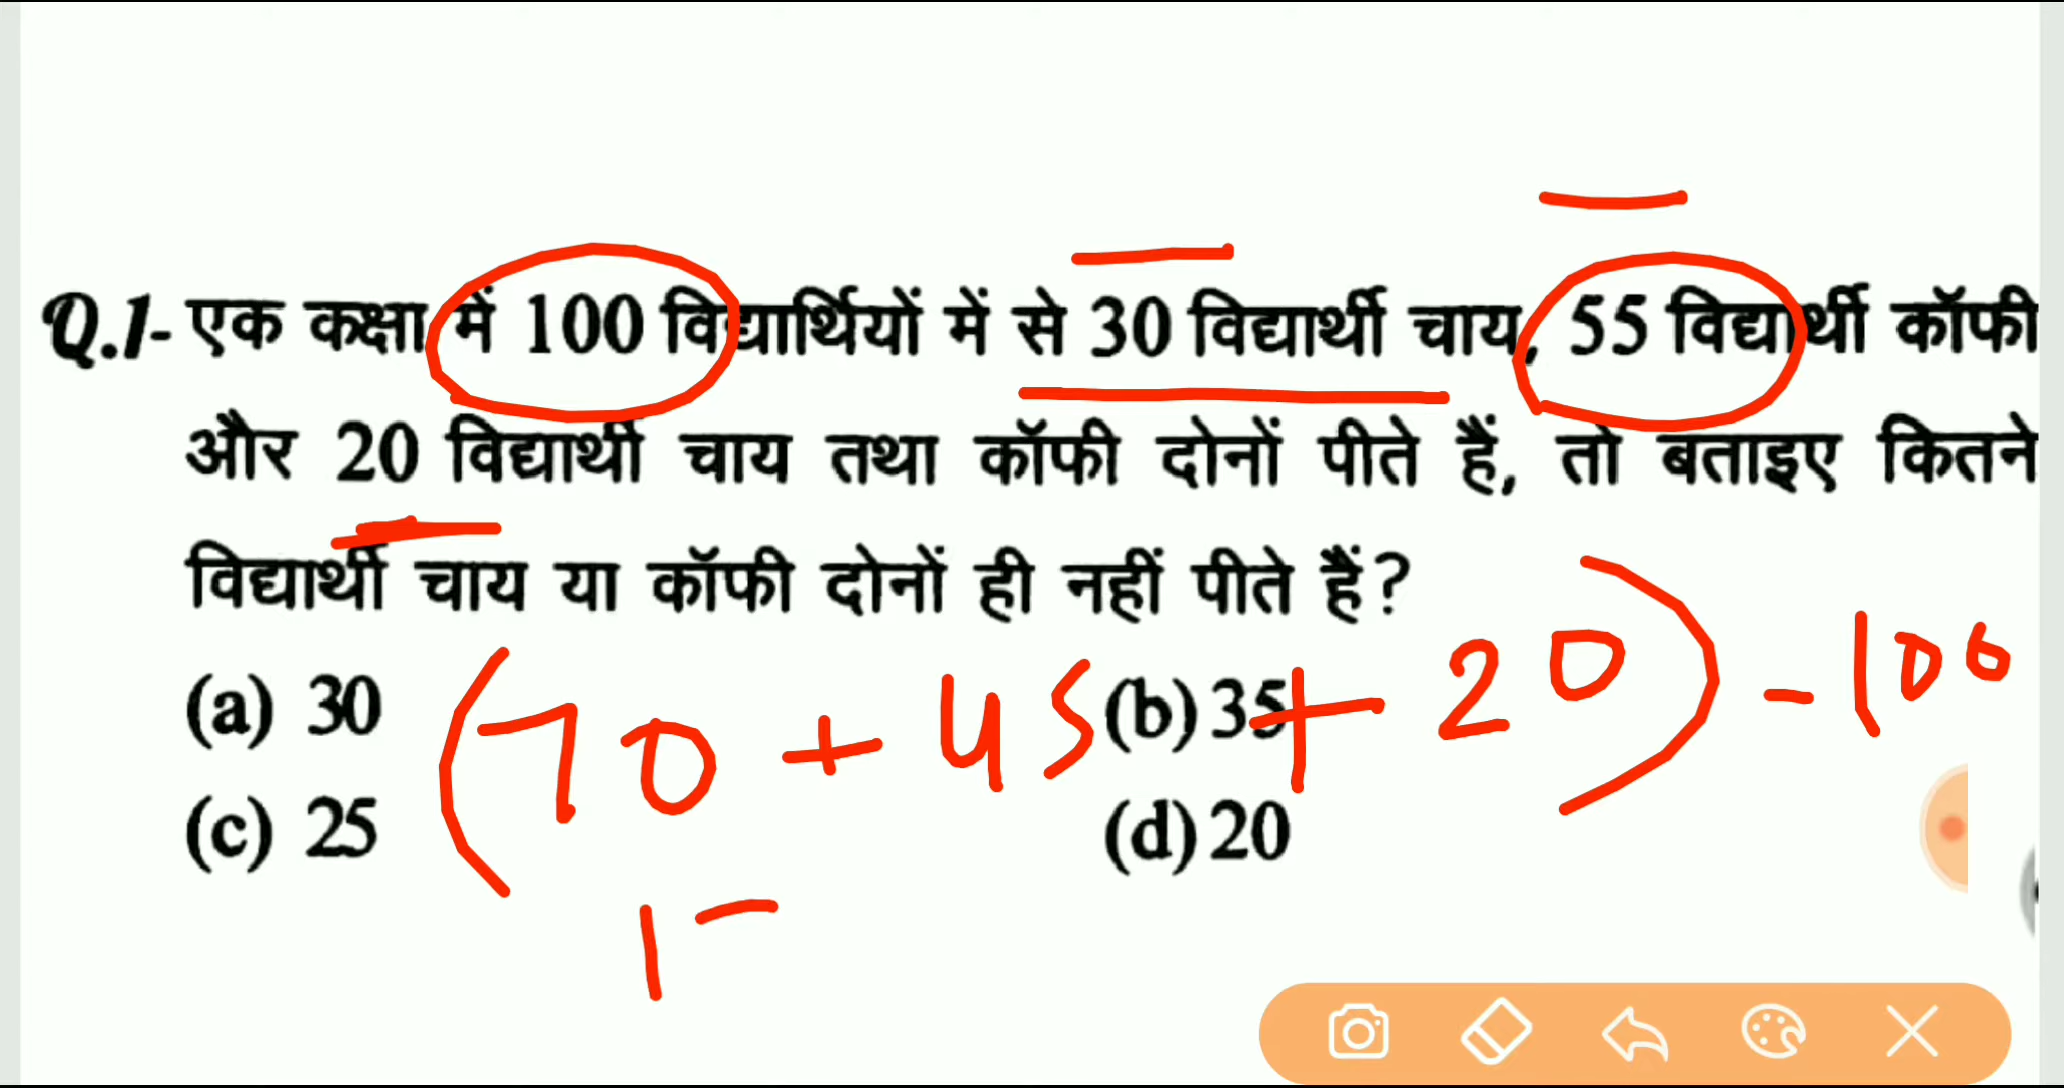 Q.1- एक कक्षा में 100 विद्यार्थियों में से 30 विद्यार्थी चाय, 55 विद्यार्थी कॉफी
और 20 विद्यार्थी चाय तथा कॉफी दोनों पीते हैं, तो बताइए कितने
विद्यार्थी चाय या कॉफी दोनों ही नहीं पीते हैं?
(a) 30 (b) 35
(c) 25 (d) 20
(70 + 45 + 20) - 100